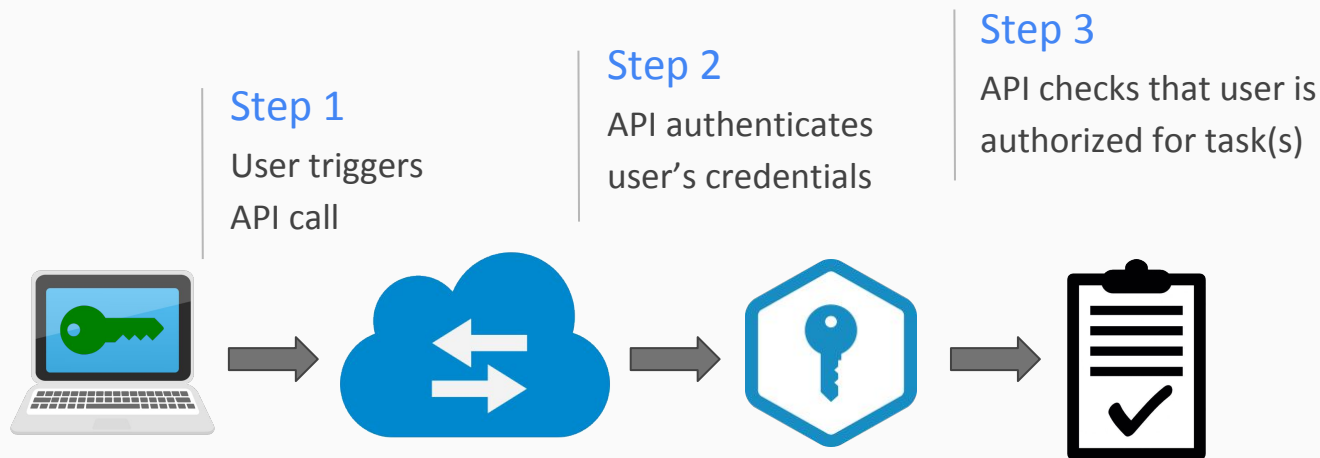 Step 1
User triggers
API call
Step 2
API authenticates
user’s credentials
Step 3
API checks that user is
authorized for task(s)